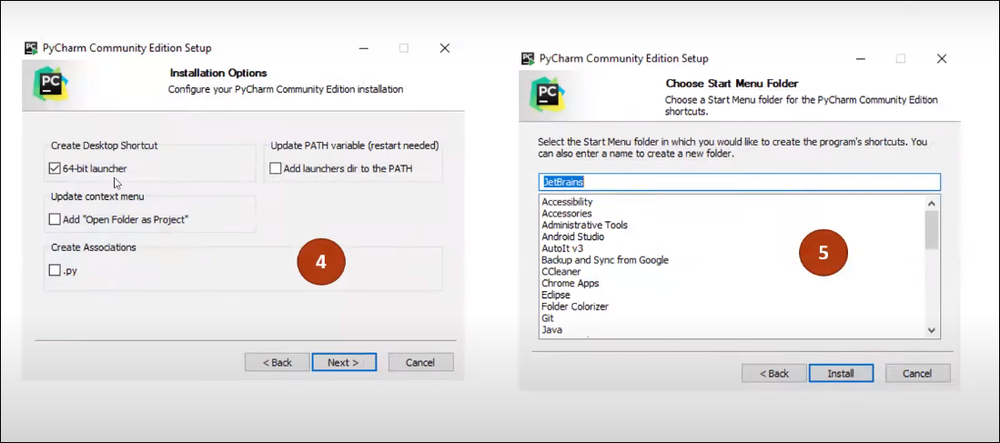 PC PyCharm Community Edition Setup
PC
Installation Options
Configure your PyCharm Community Edition installation
Create Desktop Shortcut
64-bit launcher
Update PATH variable (restart needed)
Add launchers dir to the PATH
Update context menu
Add "Open Folder as Project"
Create Associations
.py
4
< Back
Next >
Cancel
PC PyCharm Community Edition Setup
PC
Choose Start Menu Folder
Choose a Start Menu folder for the PyCharm Community Edition
shortcuts.
Select the Start Menu folder in which you would like to create the program's shortcuts. You
can also enter a name to create a new folder.
JetBrains
Accessibility
Accessories
Administrative Tools
Android Studio
AutoIt v3
Backup and Sync from Google
CCleaner
Chrome Apps
Eclipse
Folder Colorizer
Git
Java
5
< Back
Install
Cancel